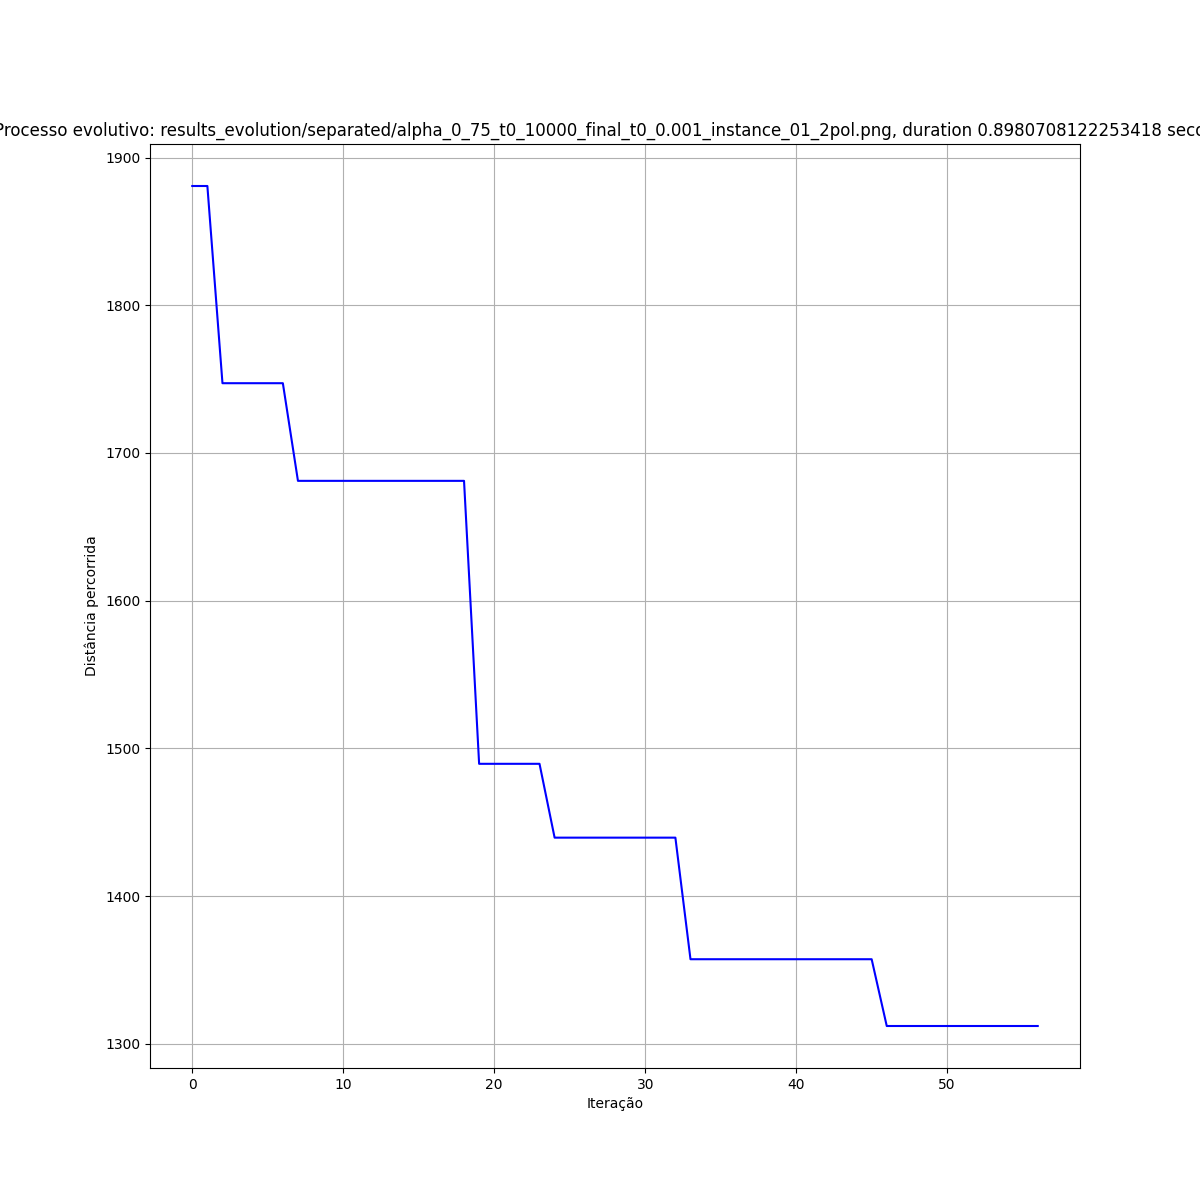 Processo evolutivo: results_evolution/separated/alpha_0_75_t0_10000_final_t0_0.001_instance_01_2pol.png, duration 0.8980708122253418 seco
1900
1800
1700
1600
1500
1400
1300
Distância percorrida
0 10 20 30 40 50
Iteração